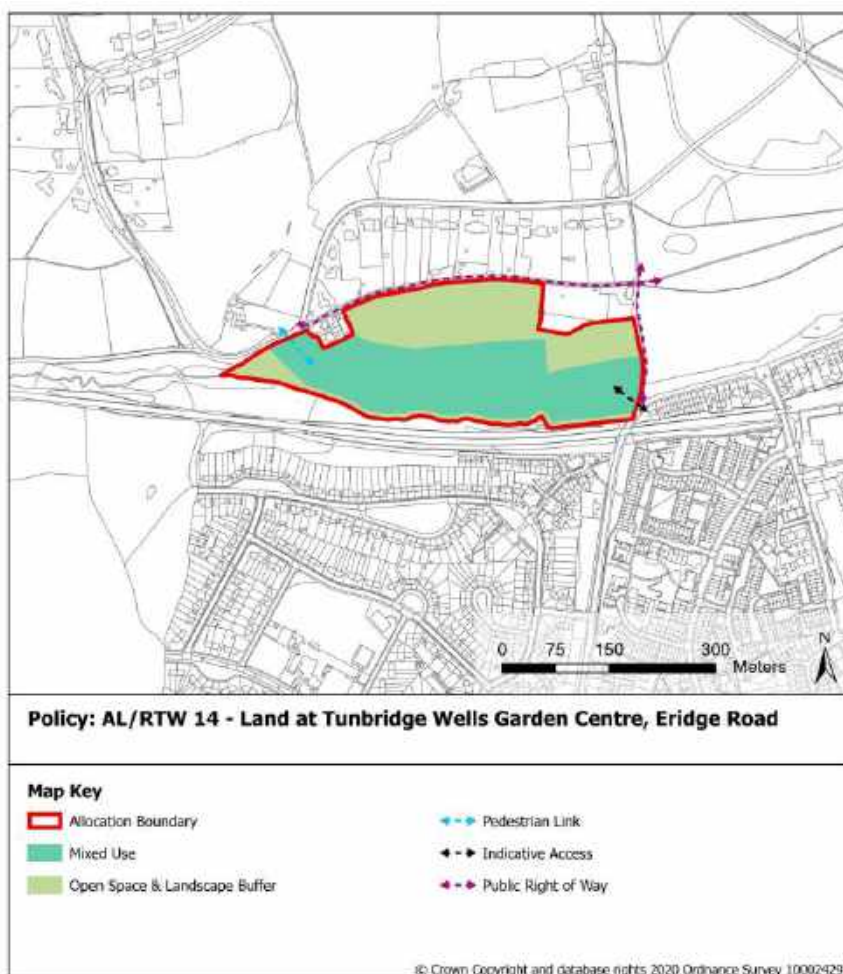 0 75 150 300
Meters
N
Policy: AL/RTW 14 - Land at Tunbridge Wells Garden Centre, Eridge Road
Map Key
Allocation Boundary
Mixed Use
Open Space & Landscape Buffer
Pedestrian Link
Indicative Access
Public Right of Way
© Crown Copyright and database rights 2020 Ordnance Survey 10002429